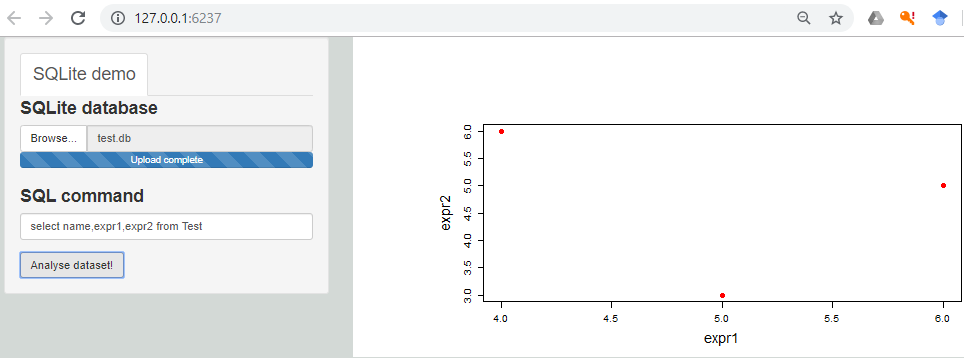 127.0.0.1:6237
SQLite demo
SQLite database
Browse... test.db
Upload complete
SQL command
select name,expr1,expr2 from Test
Analyse dataset!
expr2
6.0
5.5
5.0
4.5
4.0
3.5
3.0
4.0 4.5 5.0 5.5 6.0
expr1